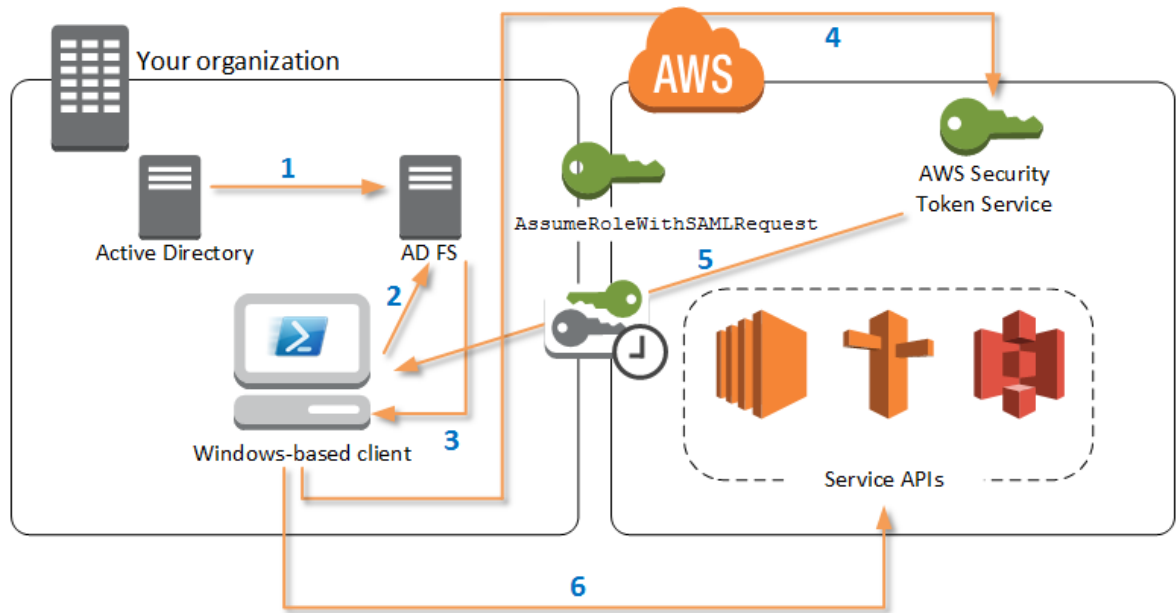 Your organization
AWS
4
1
Active Directory
AD FS
AssumeRoleWithSAMLRequest
AWS Security
Token Service
2
5
3
Windows-based client
Service APIs
6